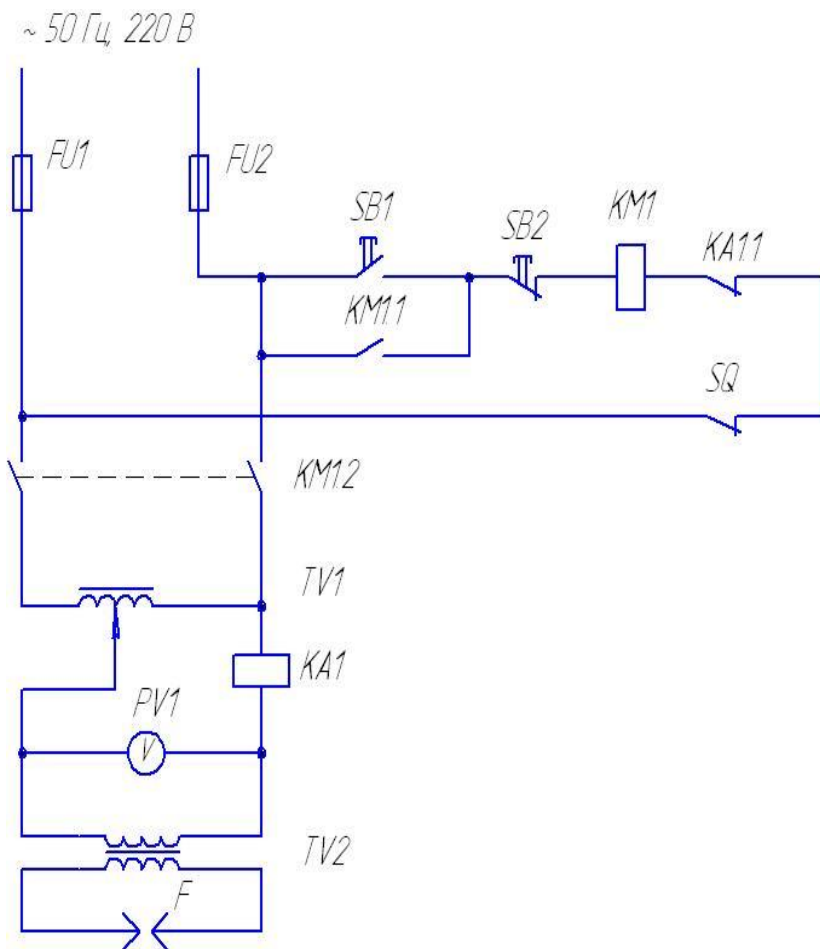 ~ 50 Гц, 220 В
FU1
FU2
SB1
SB2
KM1
KA1.1
KM1.1
SQ
KM1.2
TV1
KA1
PV1
V
TV2
F